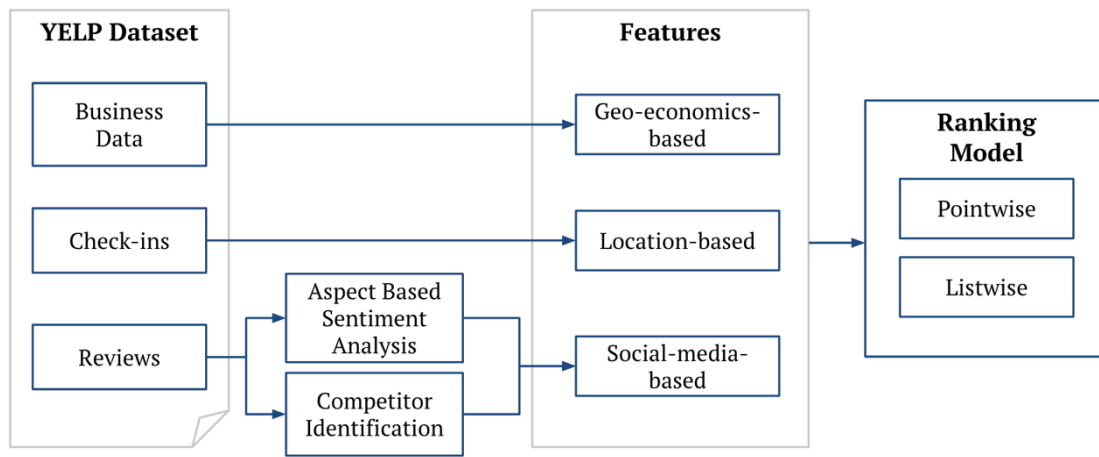 YELP Dataset
Business
Data
Check-ins
Reviews
Aspect Based
Sentiment
Analysis
Competitor
Identification
Features
Geo-economics-
based
Location-based
Social-media-
based
Ranking
Model
Pointwise
Listwise